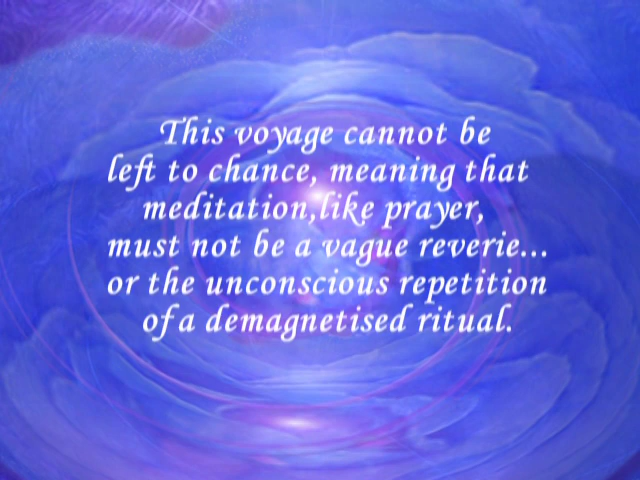 This voyage cannot be
left to chance, meaning that
meditation,like prayer,
must not be a vague reverie...
or the unconscious repetition
of a demagnetised ritual.